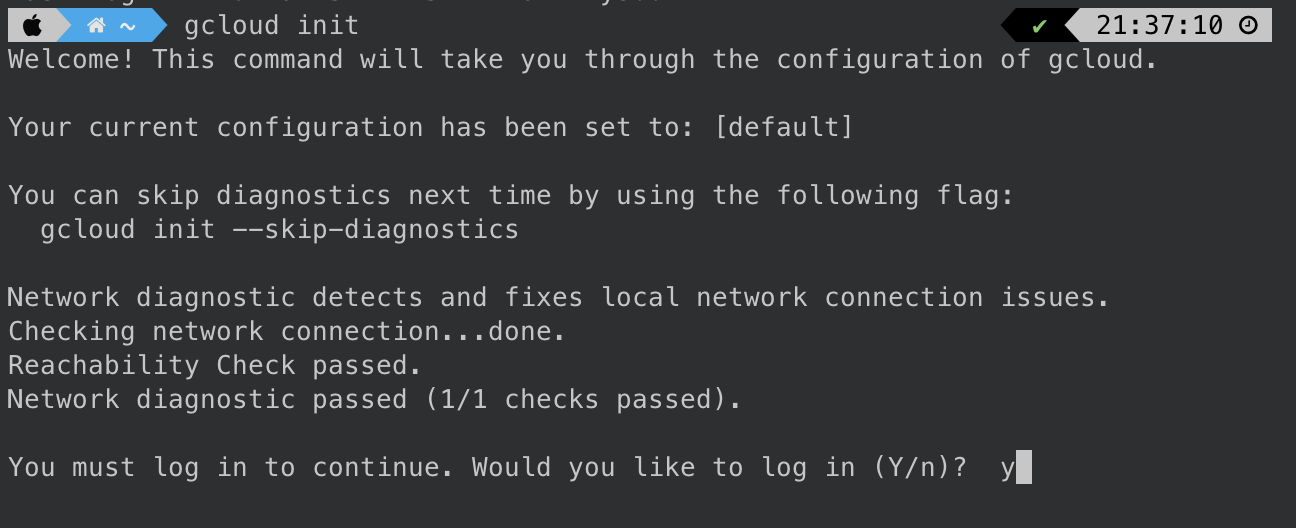 ~ gcloud init ✔ 21:37:10
Welcome! This command will take you through the configuration of gcloud.
Your current configuration has been set to: [default]
You can skip diagnostics next time by using the following flag:
gcloud init --skip-diagnostics
Network diagnostic detects and fixes local network connection issues.
Checking network connection...done.
Reachability Check passed.
Network diagnostic passed (1/1 checks passed).
You must log in to continue. Would you like to log in (Y/n)?  y